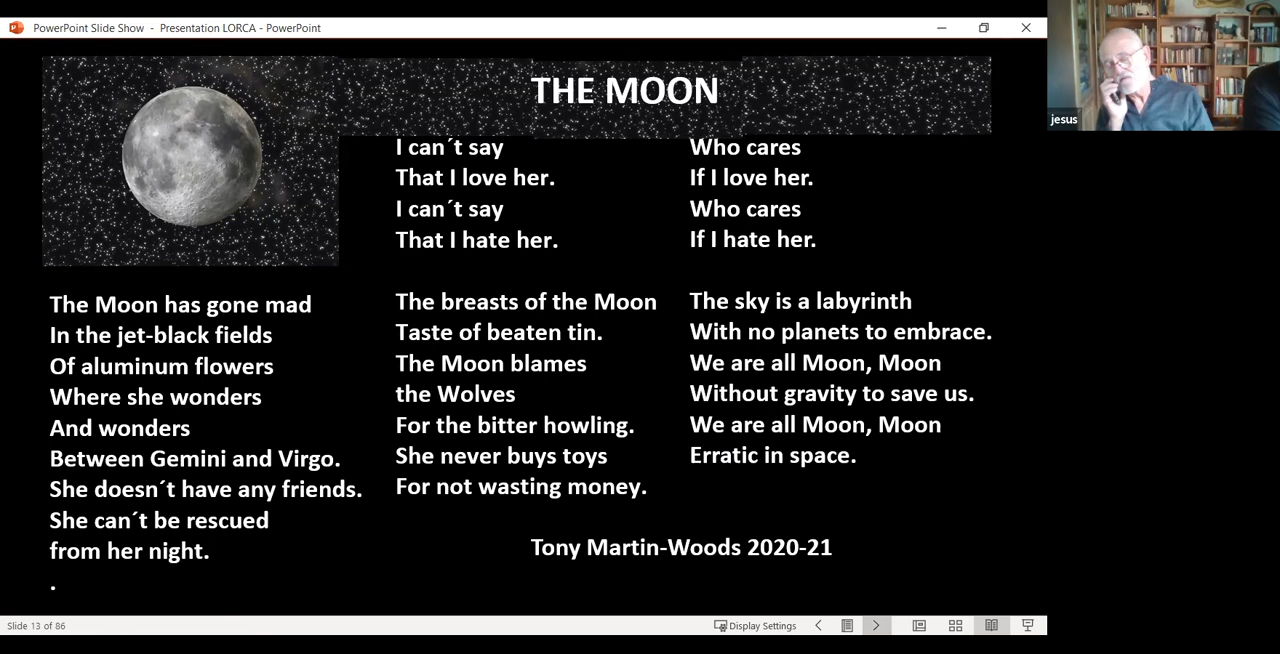 PowerPoint Slide Show - Presentation LORCA - PowerPoint
THE MOON
The Moon has gone mad
In the jet-black fields
Of aluminum flowers
Where she wonders
And wonders
Between Gemini and Virgo.
She doesn´t have any friends.
She can´t be rescued
from her night.
.
I can´t say
That I love her.
I can´t say
That I hate her.
The breasts of the Moon
Taste of beaten tin.
The Moon blames
the Wolves
For the bitter howling.
She never buys toys
For not wasting money.
Who cares
If I love her.
Who cares
If I hate her.
The sky is a labyrinth
With no planets to embrace.
We are all Moon, Moon
Without gravity to save us.
We are all Moon, Moon
Erratic in space.
Tony Martin-Woods 2020-21
jesus
Slide 13 of 86
Display Settings